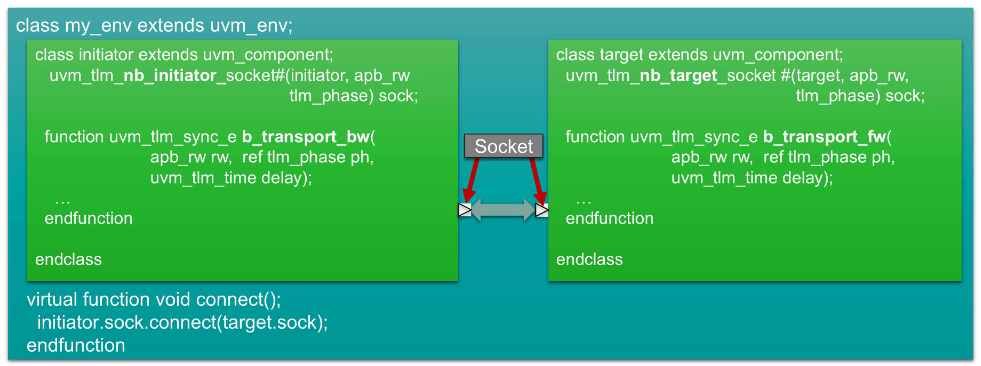 class my_env extends uvm_env;
class initiator extends uvm_component;
uvm_tlm_nb_initiator_socket#(initiator, apb_rw
tlm_phase) sock;
function uvm_tlm_sync_e b_transport_bw(
apb_rw rw, ref tlm_phase ph,
uvm_tlm_time delay);
…
endfunction
endclass
Socket
class target extends uvm_component;
uvm_tlm_nb_target_socket #(target, apb_rw,
tlm_phase) sock;
function uvm_tlm_sync_e b_transport_fw(
apb_rw rw, ref tlm_phase ph,
uvm_tlm_time delay);
…
endfunction
endclass
virtual function void connect();
initiator.sock.connect(target.sock);
endfunction